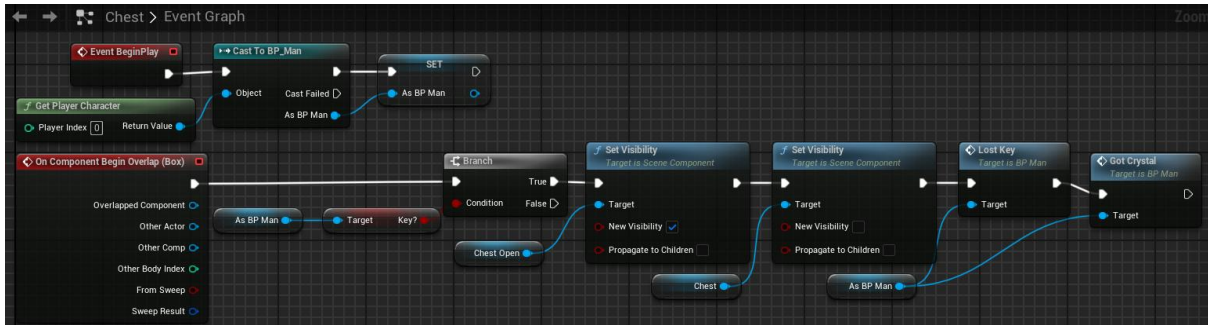 Chest > Event Graph
Zoom
Event BeginPlay
Cast To BP_Man
Object
Cast Failed
As BP Man
SET
As BP Man
f Get Player Character
Player Index 0
Return Value
On Component Begin Overlap (Box)
Overlapped Component
Other Actor
Other Comp
Other Body Index
From Sweep
Sweep Result
As BP Man
Target
Key?
Branch
True
Condition
False
Chest Open
f Set Visibility
Target is Scene Component
Target
New Visibility
Propagate to Children
Chest
f Set Visibility
Target is Scene Component
Target
New Visibility
Propagate to Children
As BP Man
Lost Key
Target is BP Man
Target
Got Crystal
Target is BP Man
Target